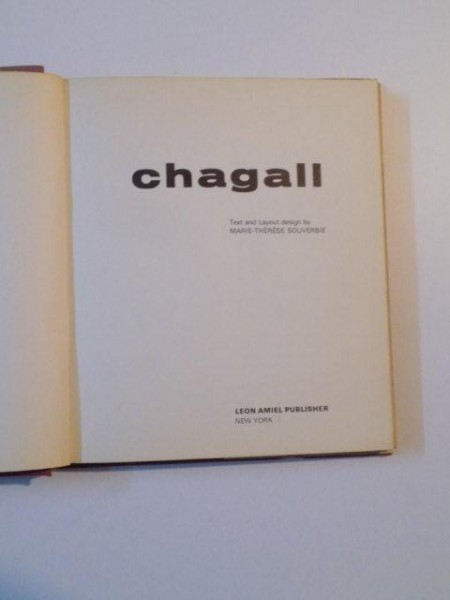 chagall
Text and Layout design by
MARIE-THÉRÈSE SOUVERBIE
LEON AMIEL PUBLISHER
NEW YORK